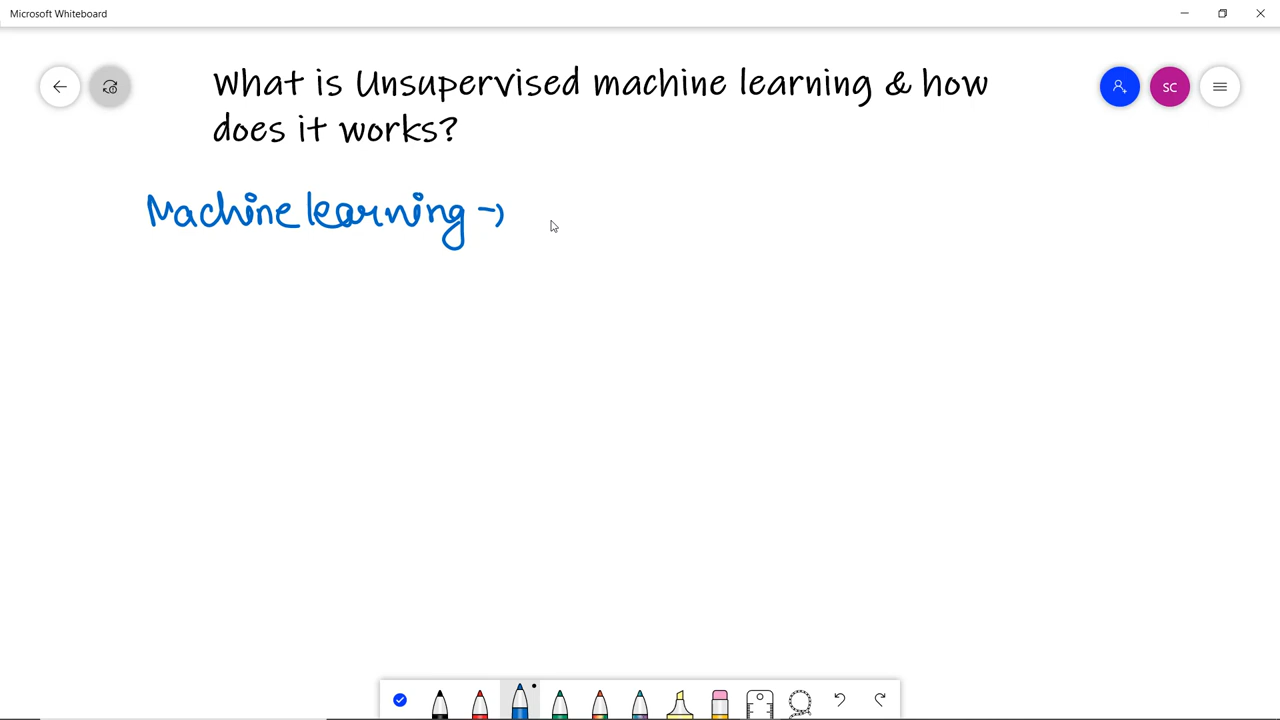 Microsoft Whiteboard
What is Unsupervised machine learning & how
does it works?
SC
Machine learning →